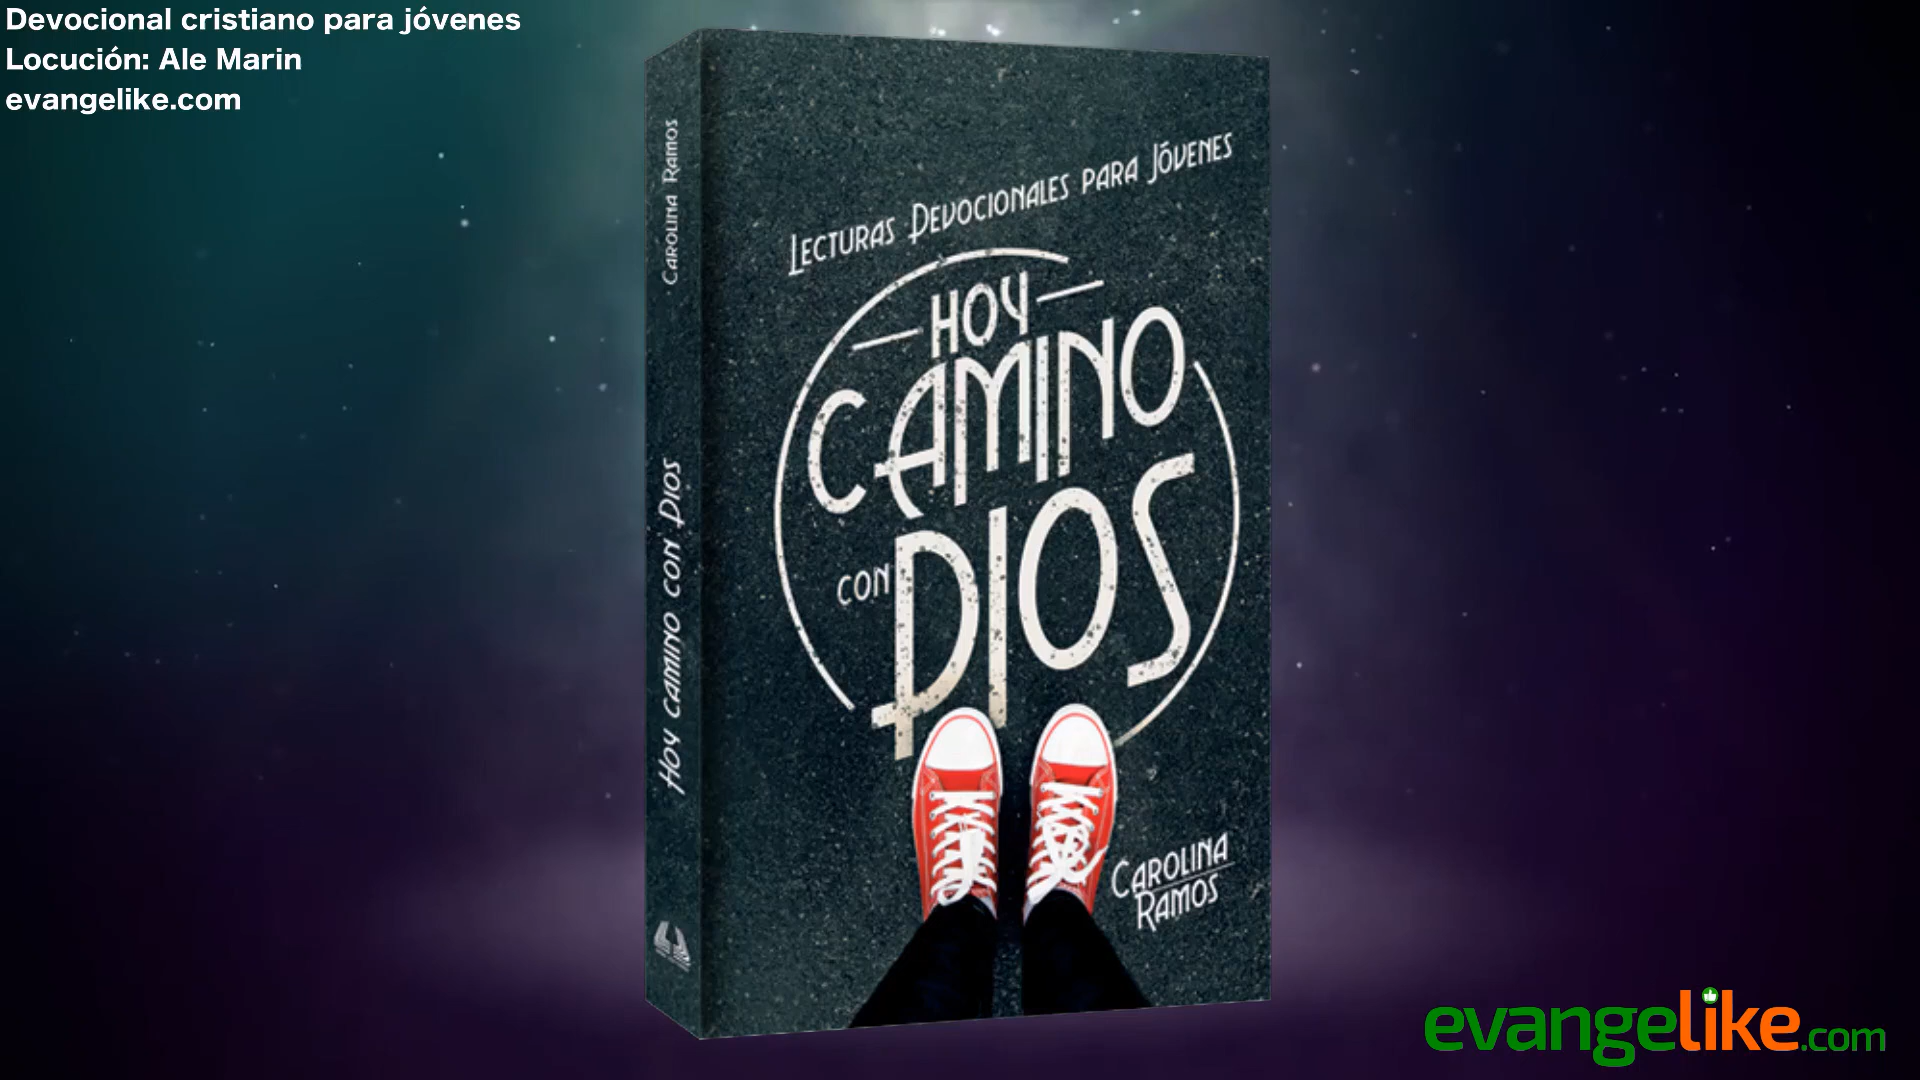 Devocional cristiano para jóvenes
Locución: Ale Marin
evangelike.com
CAROLINA RAMOS
HOY CAMINO CON DIOS
LECTURAS DEVOCIONALES PARA JÓVENES
HOY
CAMINO
CON DIOS
CAROLINA
RAMOS
evangelike.com